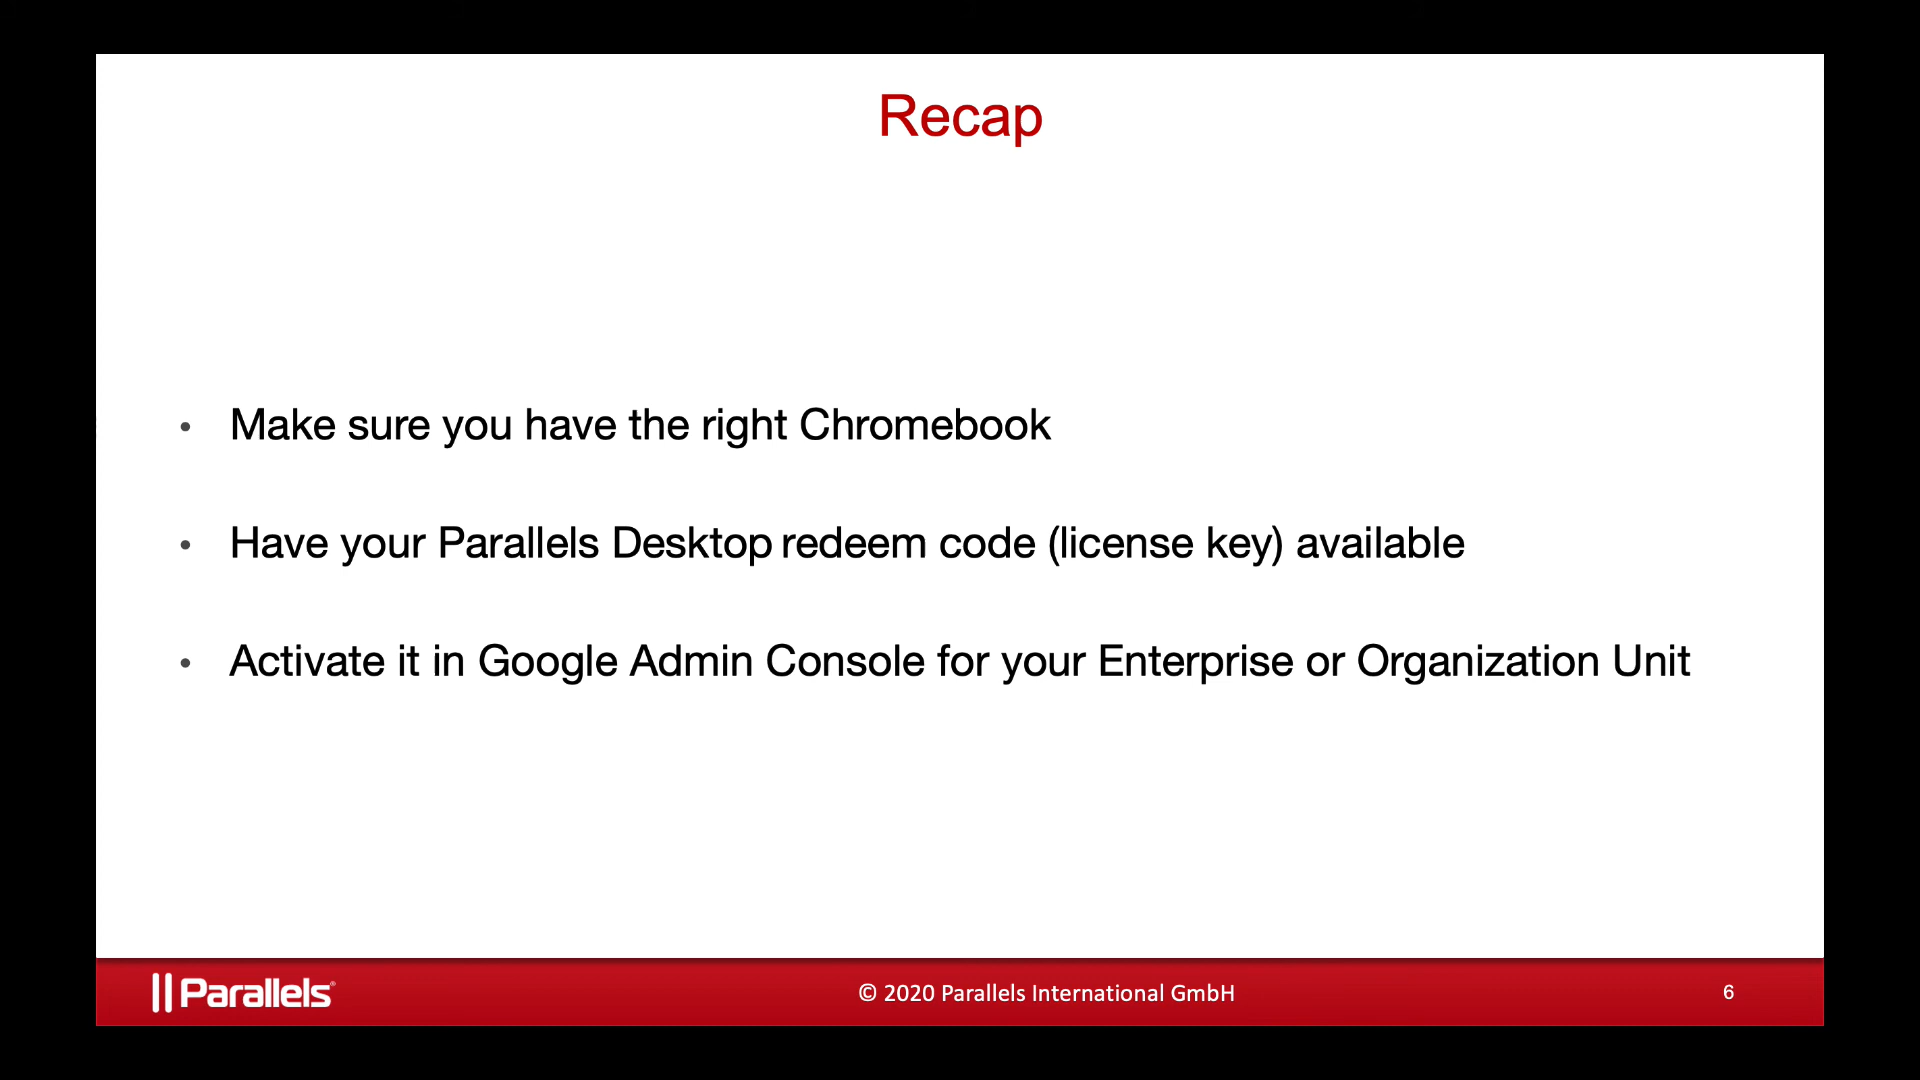 Recap
• Make sure you have the right Chromebook
• Have your Parallels Desktop redeem code (license key) available
• Activate it in Google Admin Console for your Enterprise or Organization Unit
Parallels® © 2020 Parallels International GmbH 6